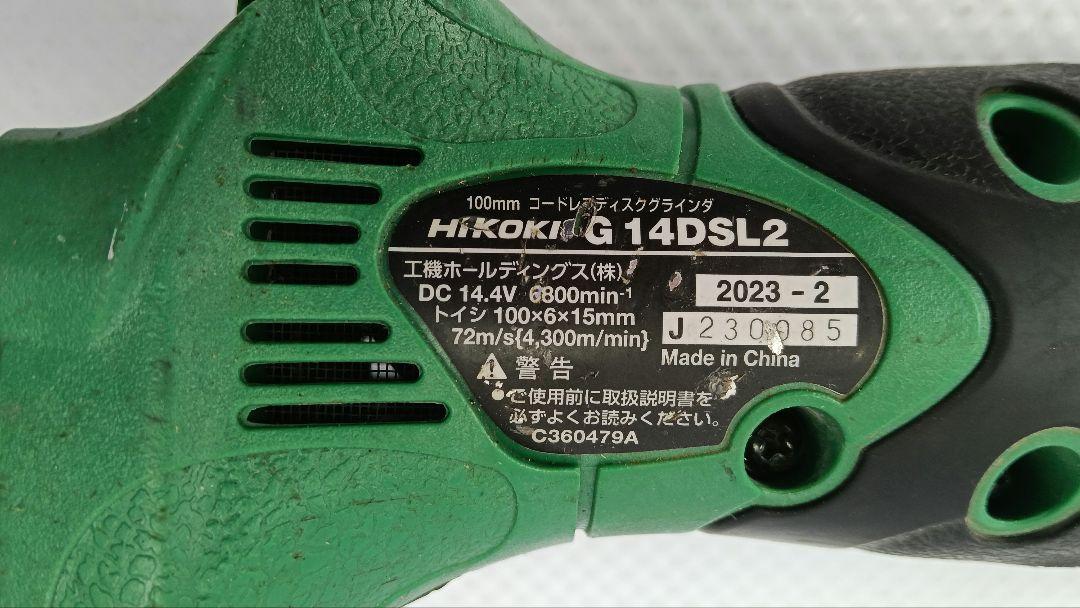 100mm コードレスディスクグラインダ
HiKOKI G 14DSL2
工機ホールディングス(株)
DC 14.4V 6800min-1
トイシ 100×6×15mm
72m/s{4,300m/min}
2023 - 2
J 230985
Made in China
警告
ご使用前に取扱説明書を
必ずよくお読みください。
C360479A